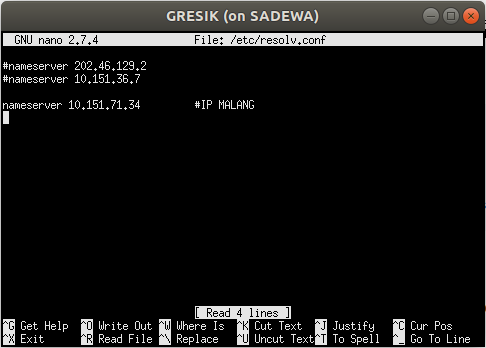 GRESIK (on SADEWA)
GNU nano 2.7.4 File: /etc/resolv.conf
#nameserver 202.46.129.2
#nameserver 10.151.36.7
nameserver 10.151.71.34 #IP MALANG
[ Read 4 lines ]
^G Get Help ^O Write Out ^W Where Is ^K Cut Text ^J Justify ^C Cur Pos
^X Exit ^R Read File ^\ Replace ^U Uncut Text ^T To Spell ^_ Go To Line